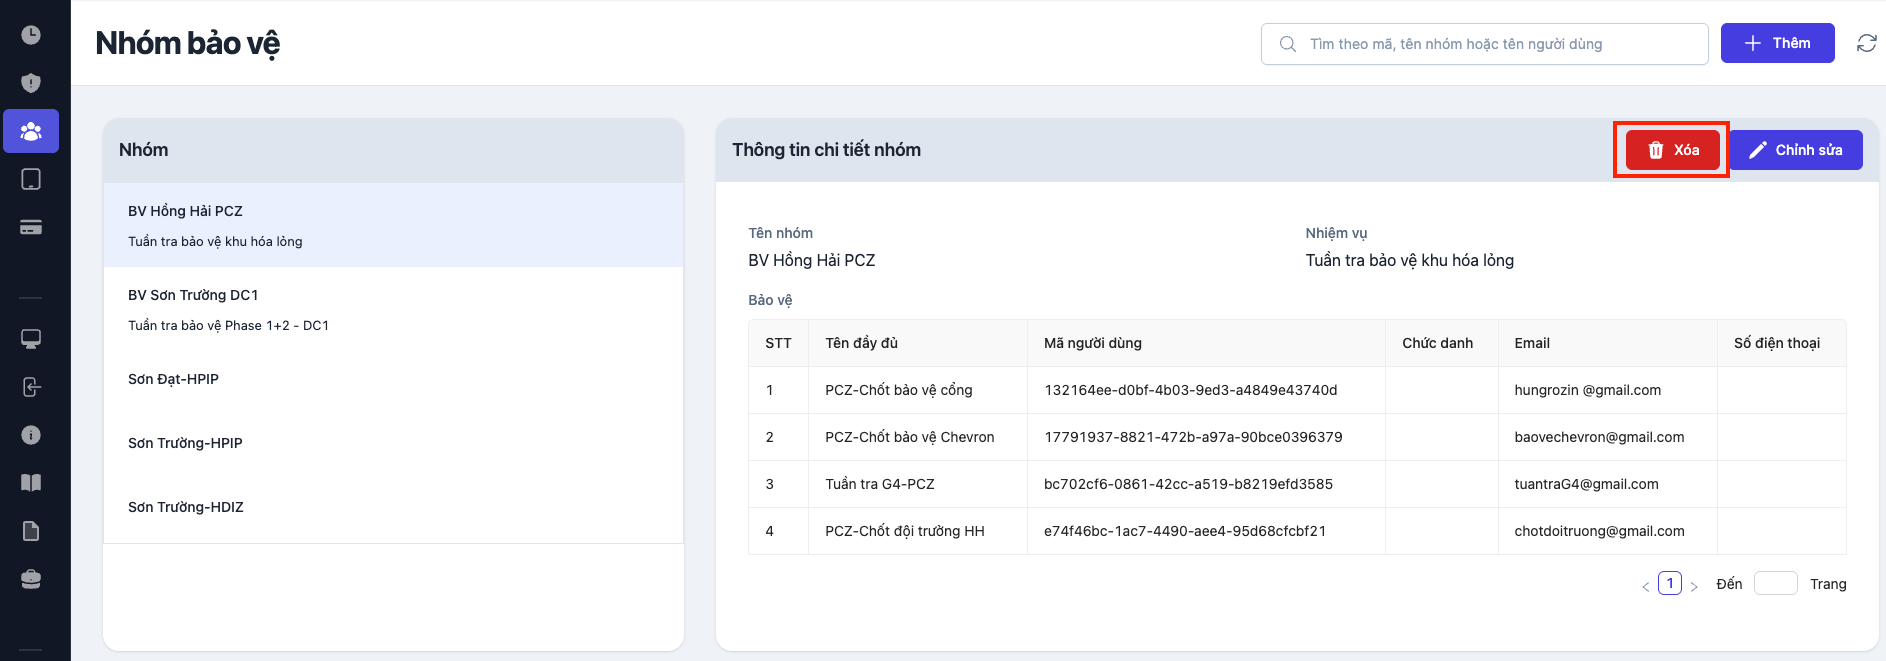 Nhóm bảo vệ
Tìm theo mã, tên nhóm hoặc tên người dùng
Thêm
Nhóm
BV Hồng Hải PCZ
Tuần tra bảo vệ khu hóa lỏng
BV Sơn Trường DC1
Tuần tra bảo vệ Phase 1+2 - DC1
Sơn Đạt-HPIP
Sơn Trường-HPIP
Sơn Trường-HDIZ
Thông tin chi tiết nhóm
Xóa
Chỉnh sửa
Tên nhóm
BV Hồng Hải PCZ
Nhiệm vụ
Tuần tra bảo vệ khu hóa lỏng
Bảo vệ
STT Tên đầy đủ Mã người dùng Chức danh Email Số điện thoại
1 PCZ-Chốt bảo vệ cổng 132164ee-d0bf-4b03-9ed3-a4849e43740d hungrozin @gmail.com
2 PCZ-Chốt bảo vệ Chevron 17791937-8821-472b-a97a-90bce0396379 baovechevron@gmail.com
3 Tuần tra G4-PCZ bc702cf6-0861-42cc-a519-b8219efd3585 tuantraG4@gmail.com
4 PCZ-Chốt đội trường HH e74f46bc-1ac7-4490-aee4-95d68cfcbf21 chotdoitruong@gmail.com
< 1 > Đến Trang